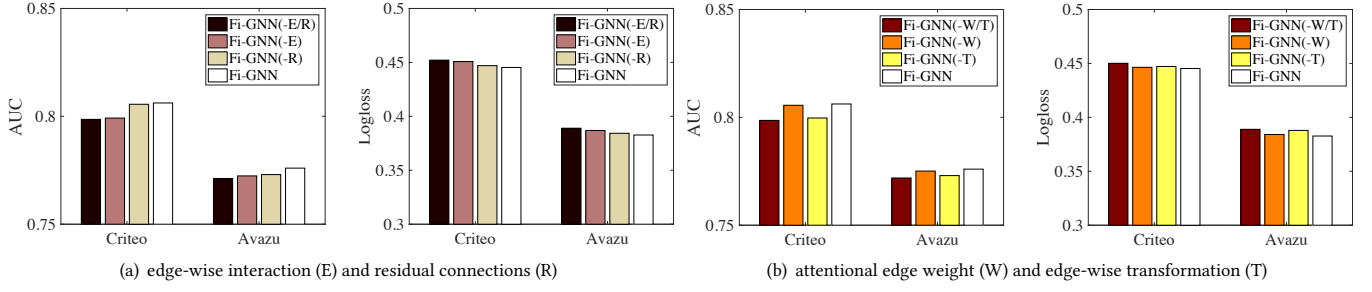 0.85
0.8
0.75
AUC
Criteo
Avazu
Fi-GNN(-E/R)
Fi-GNN(-E)
Fi-GNN(-R)
Fi-GNN
0.5
0.45
0.4
0.35
0.3
Logloss
Criteo
Avazu
Fi-GNN(-E/R)
Fi-GNN(-E)
Fi-GNN(-R)
Fi-GNN
(a) edge-wise interaction (E) and residual connections (R)
0.85
0.8
0.75
AUC
Criteo
Avazu
Fi-GNN(-W/T)
Fi-GNN(-W)
Fi-GNN(-T)
Fi-GNN
0.5
0.45
0.4
0.35
0.3
Logloss
Criteo
Avazu
Fi-GNN(-W/T)
Fi-GNN(-W)
Fi-GNN(-T)
Fi-GNN
(b) attentional edge weight (W) and edge-wise transformation (T)